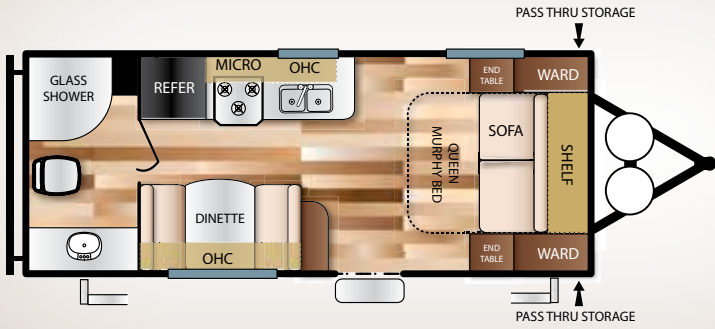 PASS THRU STORAGE
MICRO
OHC
GLASS
SHOWER
REFER
END
TABLE
WARD
SOFA
QUEEN
MURPHY BED
SHELF
DINETTE
OHC
END
TABLE
WARD
PASS THRU STORAGE